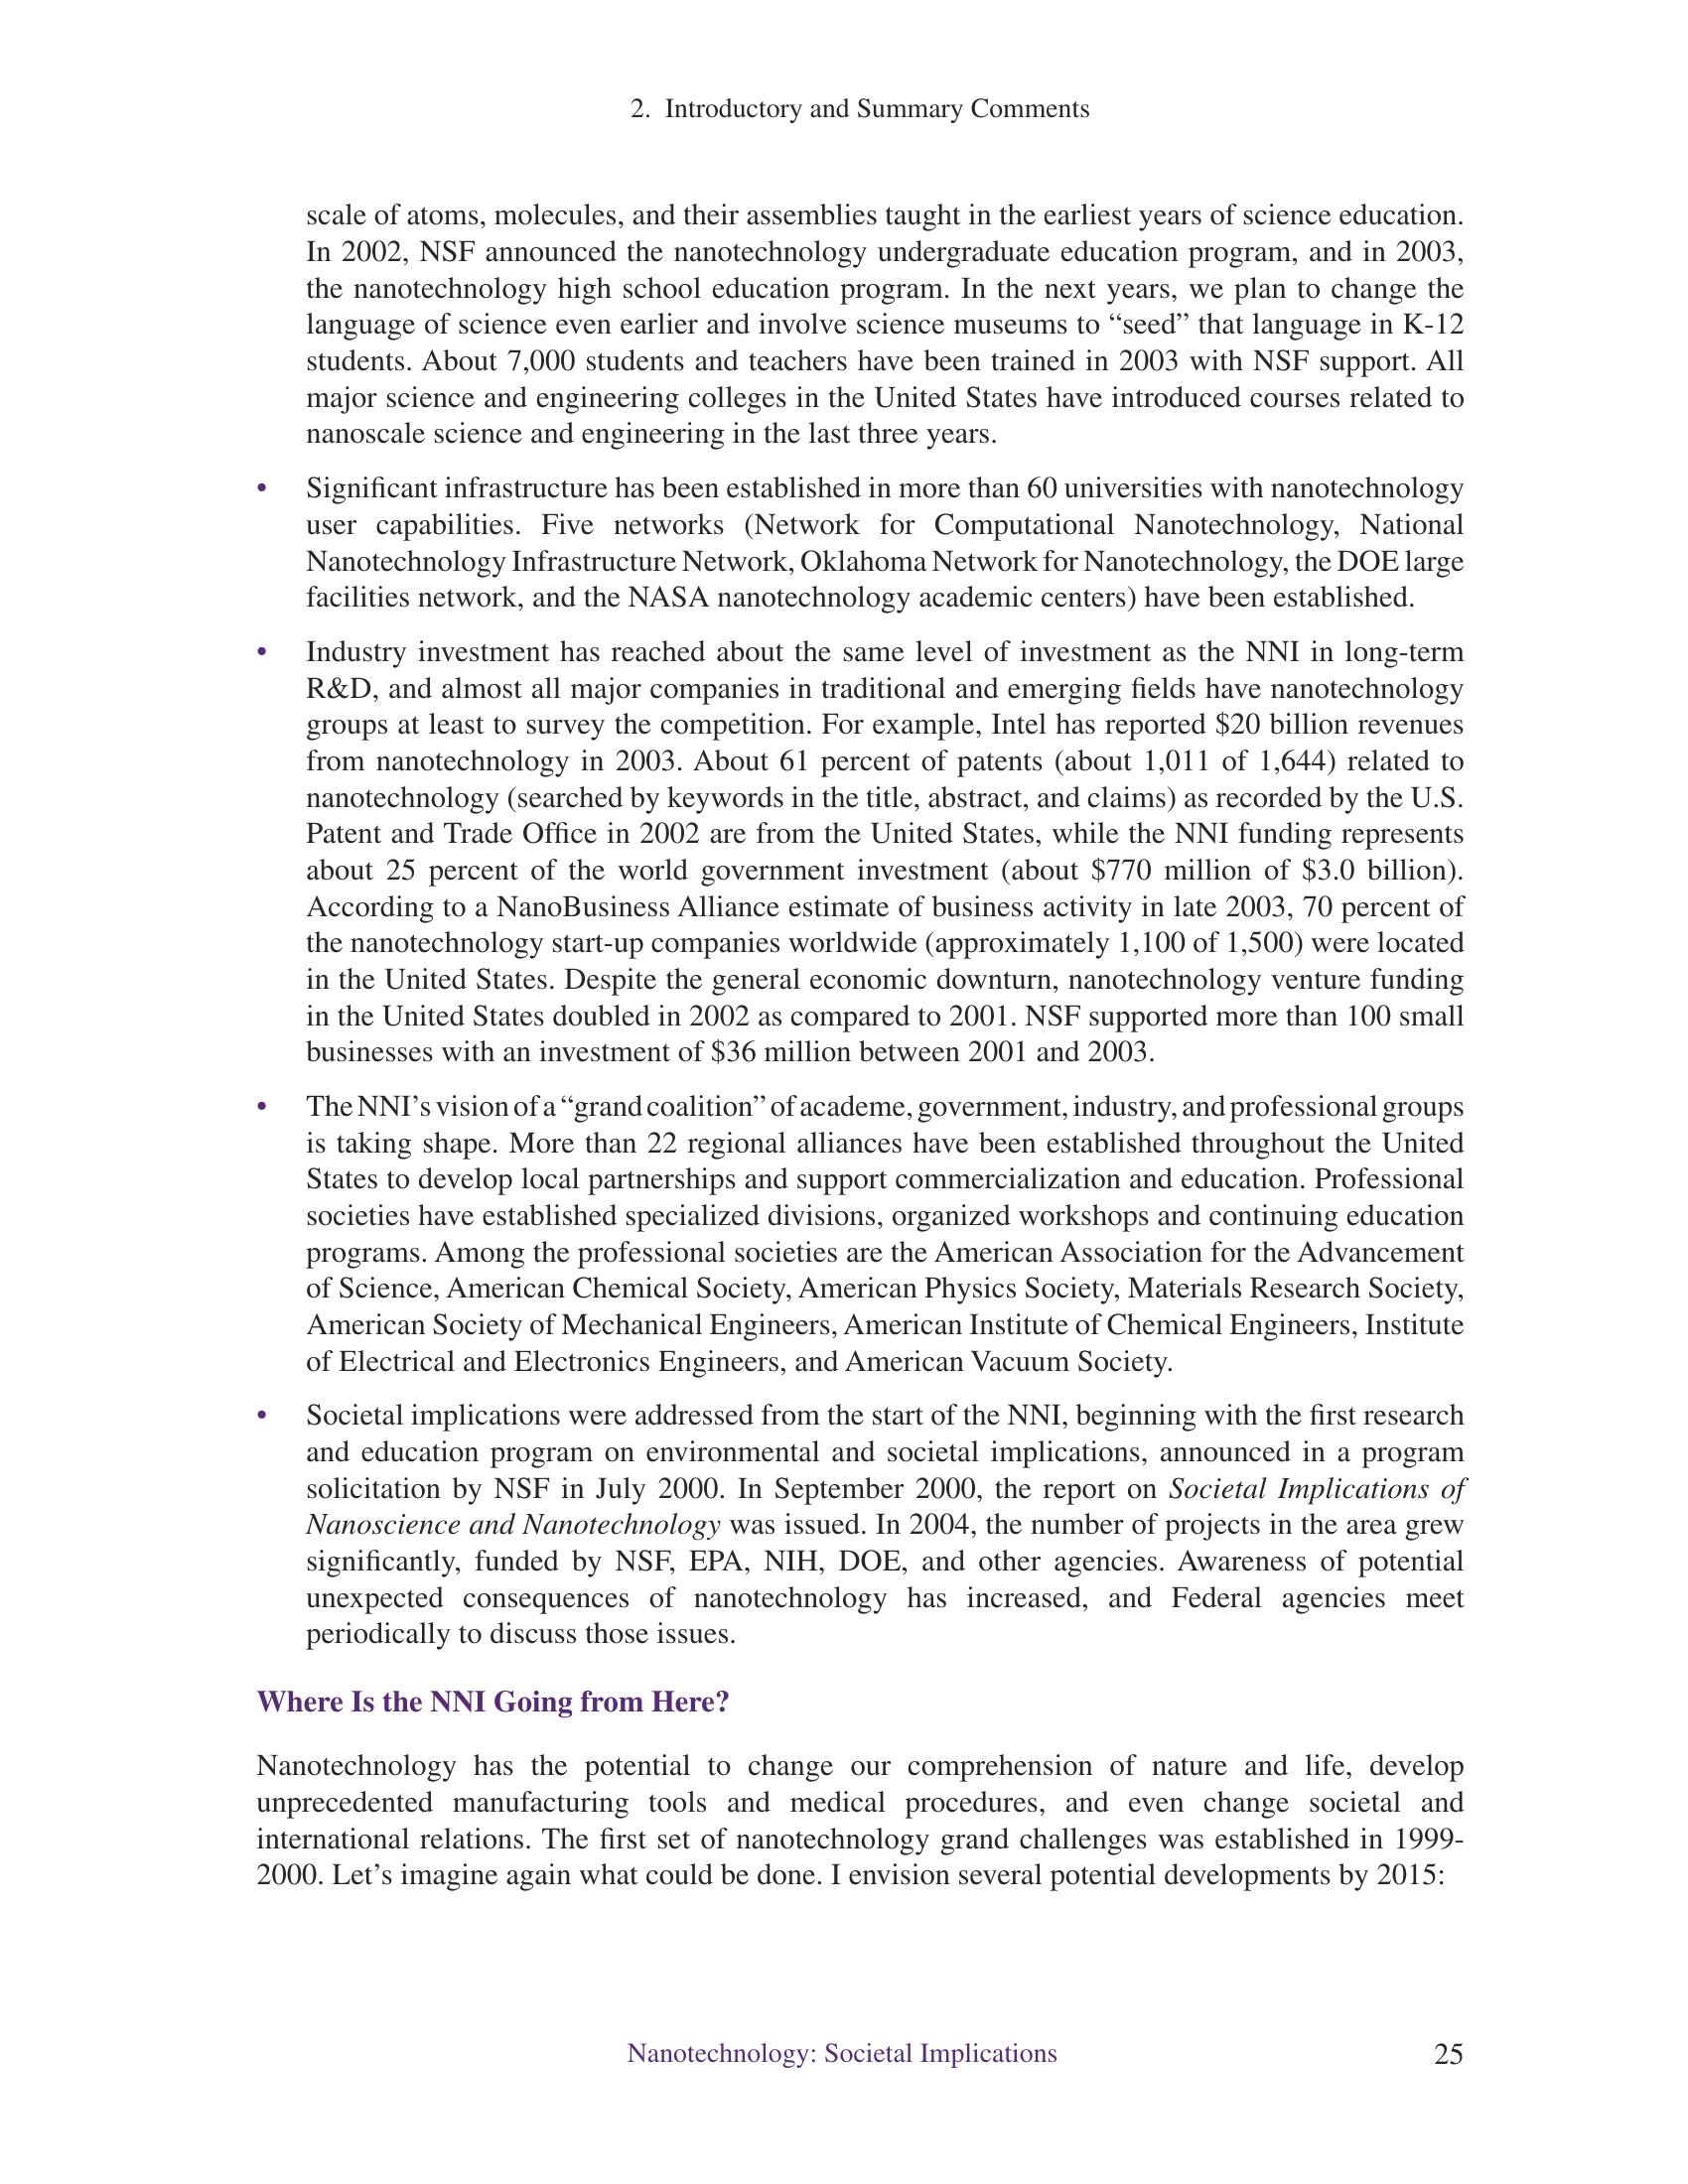 2. Introductory and Summary Comments
scale of atoms, molecules, and their assemblies taught in the earliest years of science education.
In 2002, NSF announced the nanotechnology undergraduate education program, and in 2003,
the nanotechnology high school education program. In the next years, we plan to change the
language of science even earlier and involve science museums to “seed” that language in K-12
students. About 7,000 students and teachers have been trained in 2003 with NSF support. All
major science and engineering colleges in the United States have introduced courses related to
nanoscale science and engineering in the last three years.
• Significant infrastructure has been established in more than 60 universities with nanotechnology
user capabilities. Five networks (Network for Computational Nanotechnology, National
Nanotechnology Infrastructure Network, Oklahoma Network for Nanotechnology, the DOE large
facilities network, and the NASA nanotechnology academic centers) have been established.
• Industry investment has reached about the same level of investment as the NNI in long-term
R&D, and almost all major companies in traditional and emerging fields have nanotechnology
groups at least to survey the competition. For example, Intel has reported $20 billion revenues
from nanotechnology in 2003. About 61 percent of patents (about 1,011 of 1,644) related to
nanotechnology (searched by keywords in the title, abstract, and claims) as recorded by the U.S.
Patent and Trade Office in 2002 are from the United States, while the NNI funding represents
about 25 percent of the world government investment (about $770 million of $3.0 billion).
According to a NanoBusiness Alliance estimate of business activity in late 2003, 70 percent of
the nanotechnology start-up companies worldwide (approximately 1,100 of 1,500) were located
in the United States. Despite the general economic downturn, nanotechnology venture funding
in the United States doubled in 2002 as compared to 2001. NSF supported more than 100 small
businesses with an investment of $36 million between 2001 and 2003.
• The NNI’s vision of a “grand coalition” of academe, government, industry, and professional groups
is taking shape. More than 22 regional alliances have been established throughout the United
States to develop local partnerships and support commercialization and education. Professional
societies have established specialized divisions, organized workshops and continuing education
programs. Among the professional societies are the American Association for the Advancement
of Science, American Chemical Society, American Physics Society, Materials Research Society,
American Society of Mechanical Engineers, American Institute of Chemical Engineers, Institute
of Electrical and Electronics Engineers, and American Vacuum Society.
• Societal implications were addressed from the start of the NNI, beginning with the first research
and education program on environmental and societal implications, announced in a program
solicitation by NSF in July 2000. In September 2000, the report on Societal Implications of
Nanoscience and Nanotechnology was issued. In 2004, the number of projects in the area grew
significantly, funded by NSF, EPA, NIH, DOE, and other agencies. Awareness of potential
unexpected consequences of nanotechnology has increased, and Federal agencies meet
periodically to discuss those issues.
Where Is the NNI Going from Here?
Nanotechnology has the potential to change our comprehension of nature and life, develop
unprecedented manufacturing tools and medical procedures, and even change societal and
international relations. The first set of nanotechnology grand challenges was established in 1999-
2000. Let’s imagine again what could be done. I envision several potential developments by 2015:
Nanotechnology: Societal Implications 25